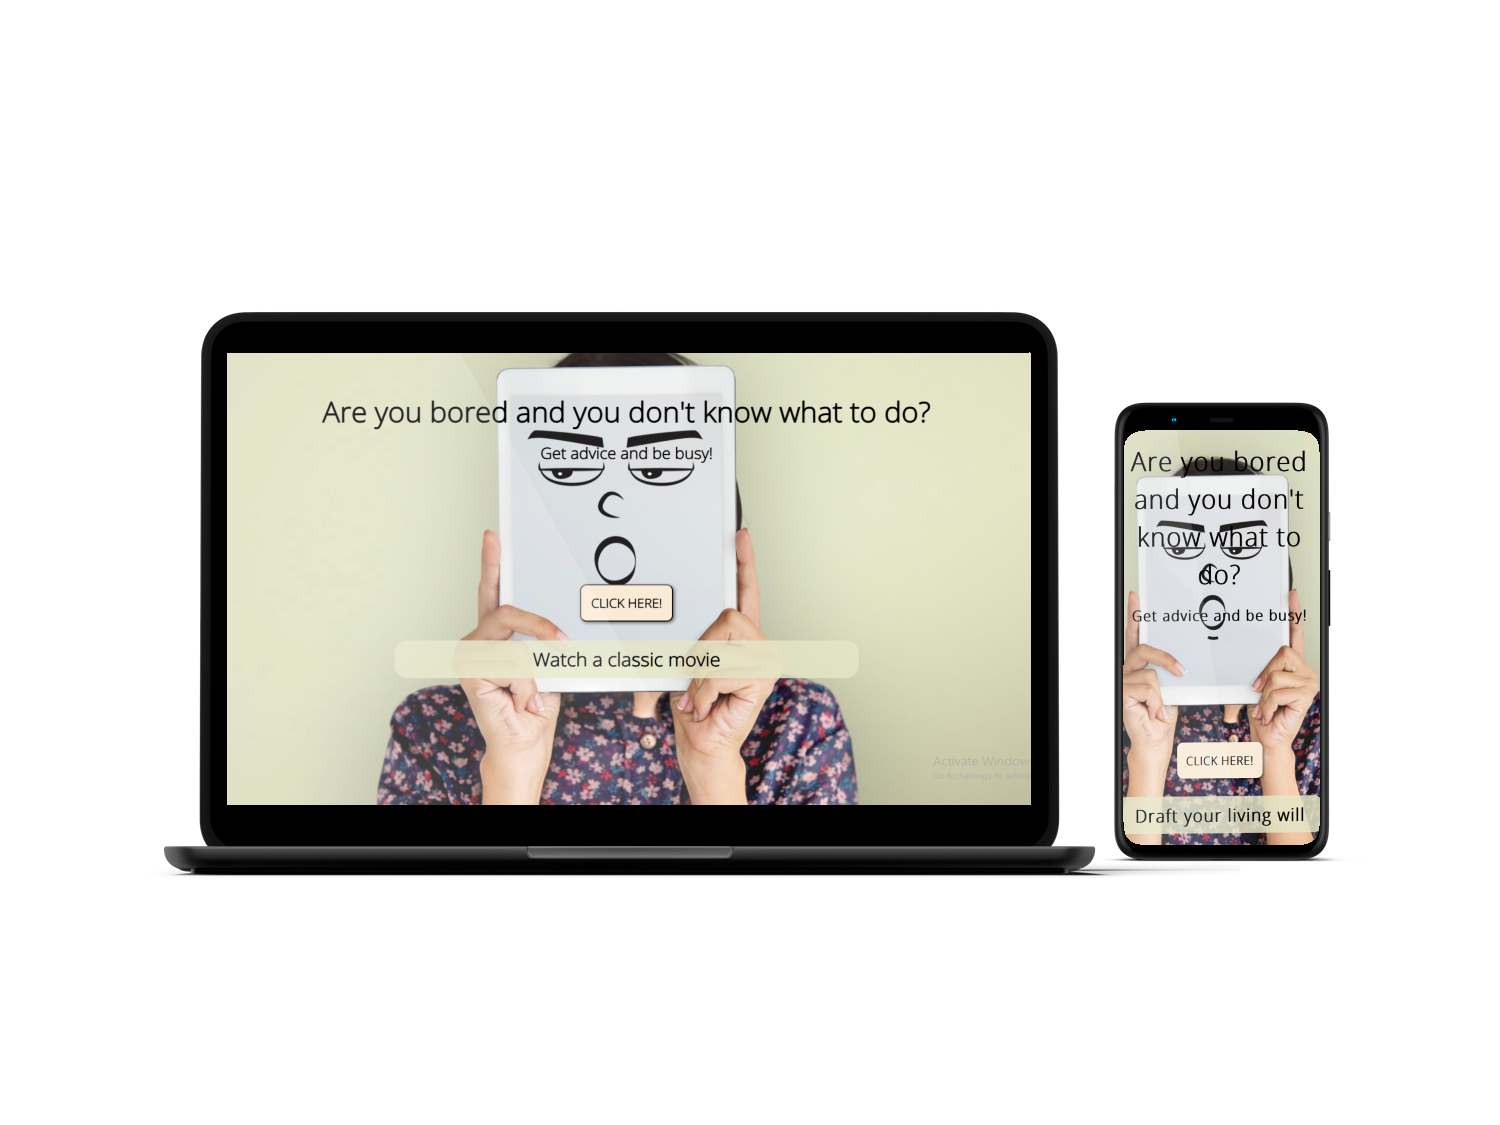 Are you bored and you don't know what to do?
Get advice and be busy!
CLICK HERE!
Watch a classic movie
Activate Windows
Go to Settings to activa
Are you bored
and you don't
know what to
do?
Get advice and be busy!
CLICK HERE!
Draft your living will